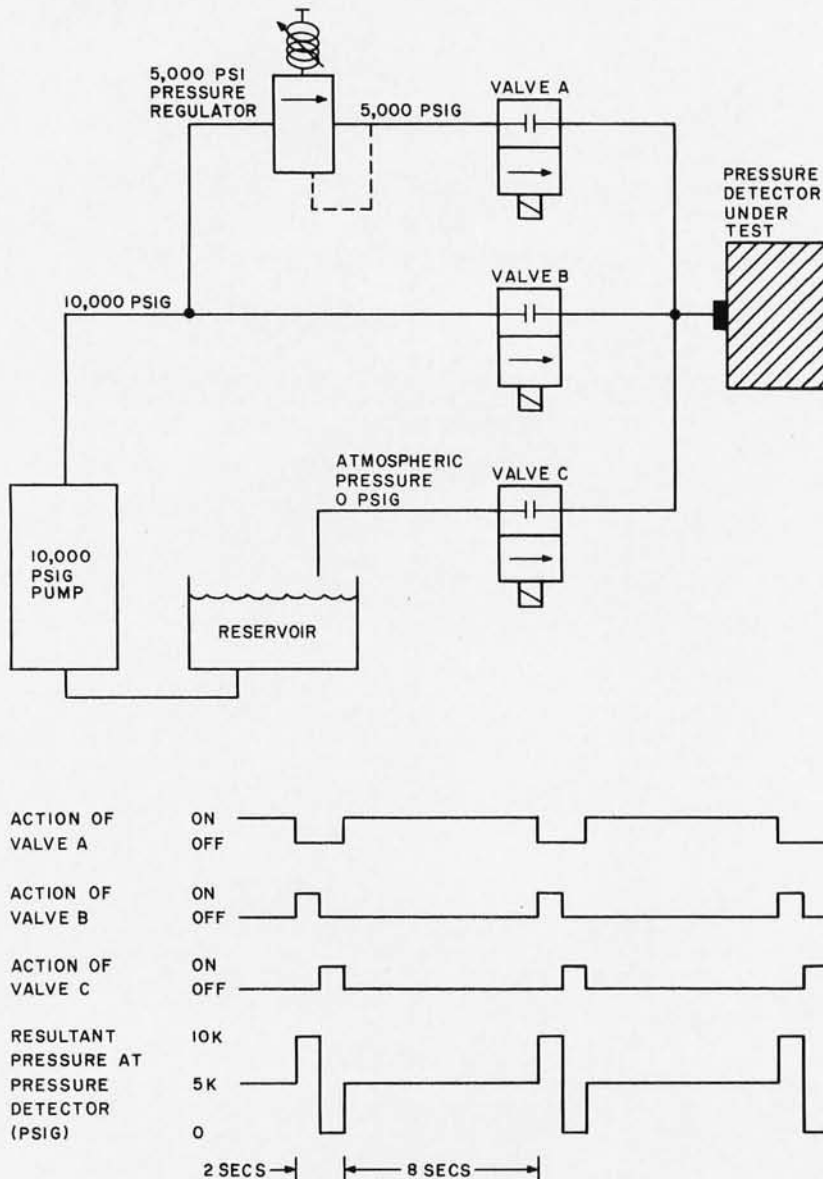 5,000 PSI
PRESSURE
REGULATOR
5,000 PSIG
VALVE A
PRESSURE
DETECTOR
UNDER
TEST
10,000 PSIG
VALVE B
ATMOSPHERIC
PRESSURE
O PSIG
VALVE C
10,000
PSIG
PUMP
RESERVOIR
ACTION OF
VALVE A
ON
OFF
ACTION OF
VALVE B
ON
OFF
ACTION OF
VALVE C
ON
OFF
RESULTANT
PRESSURE AT
PRESSURE
DETECTOR
(PSIG)
10K
5K
0
2 SECS
8 SECS